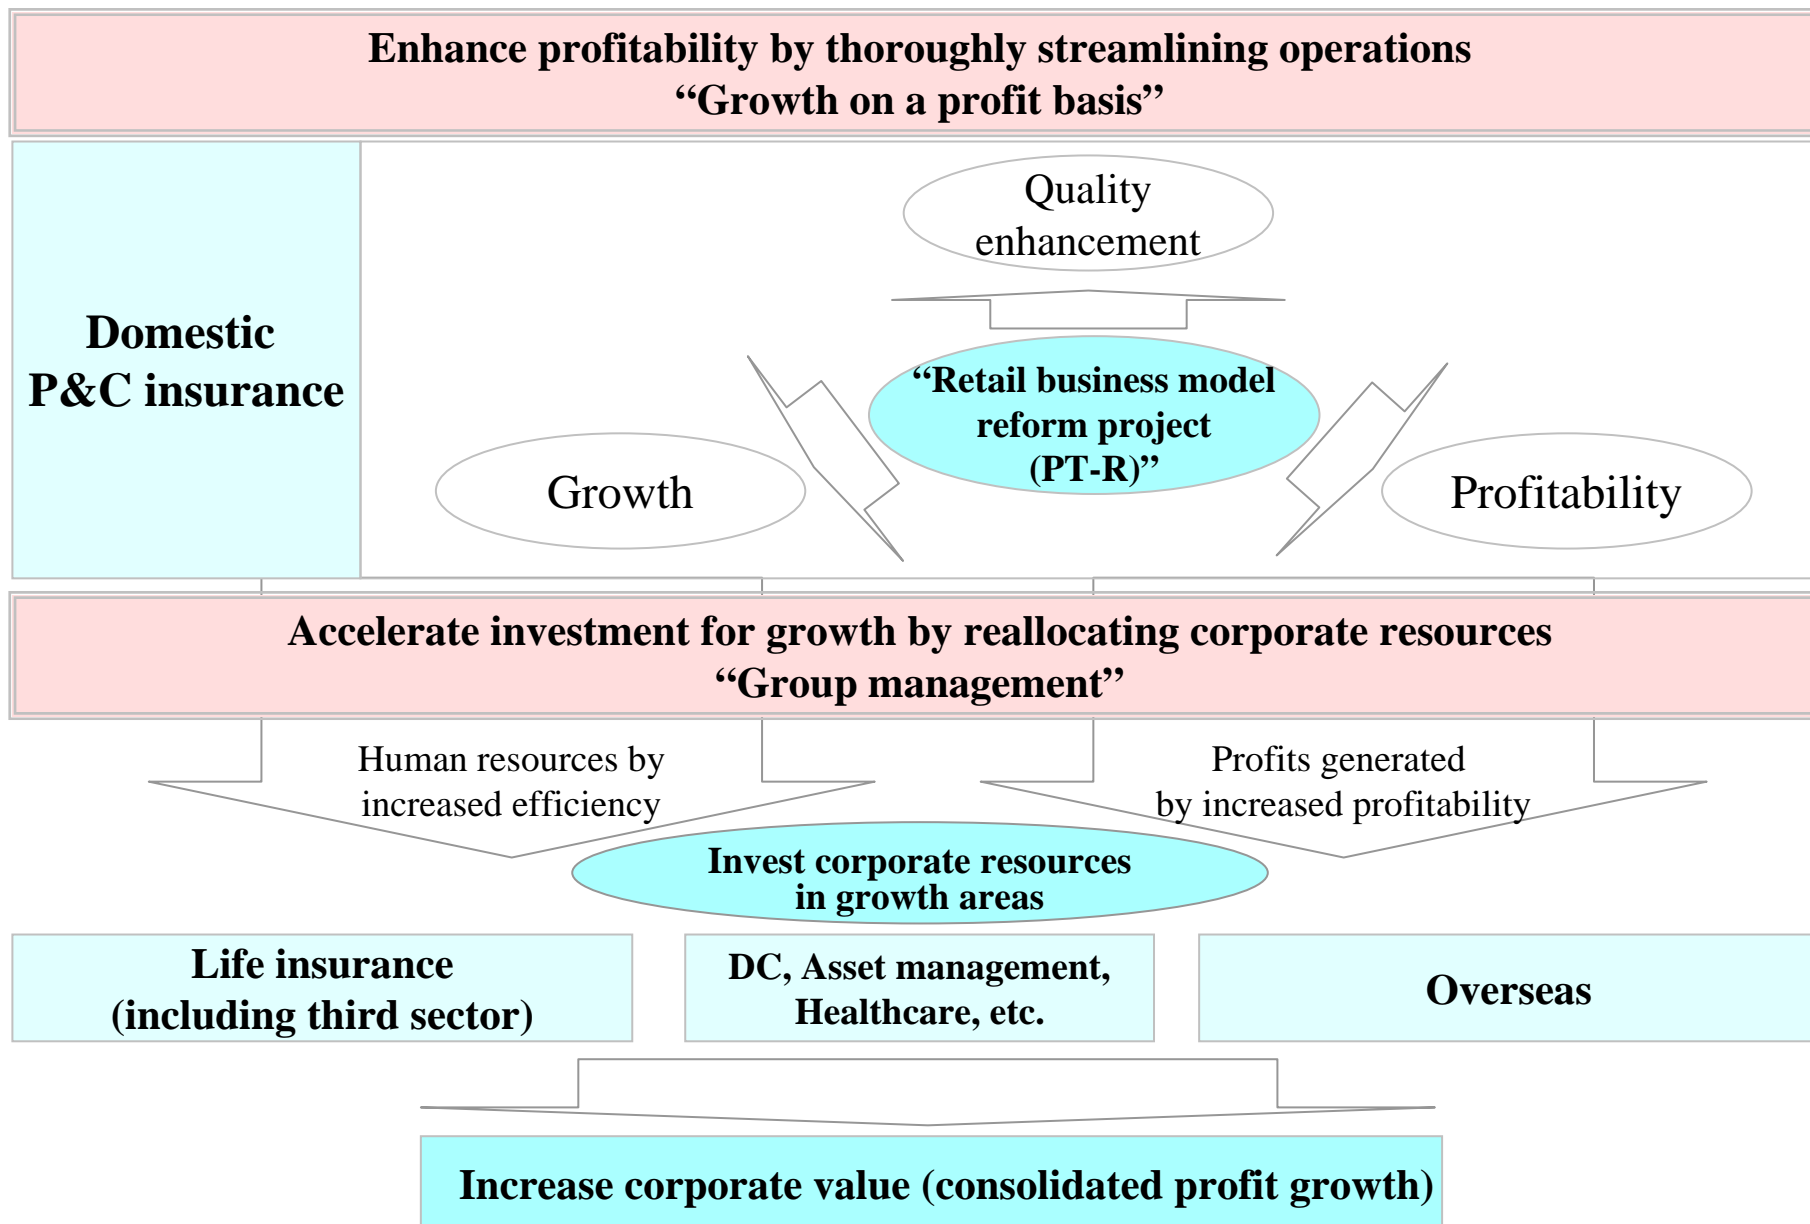 Enhance profitability by thoroughly streamlining operations
“Growth on a profit basis”
Quality
enhancement
Domestic
P&C insurance
“Retail business model
reform project
(PT-R)”
Growth
Profitability
Accelerate investment for growth by reallocating corporate resources
“Group management”
Human resources by
increased efficiency
Profits generated
by increased profitability
Invest corporate resources
in growth areas
Life insurance
(including third sector)
DC, Asset management,
Healthcare, etc.
Overseas
Increase corporate value (consolidated profit growth)